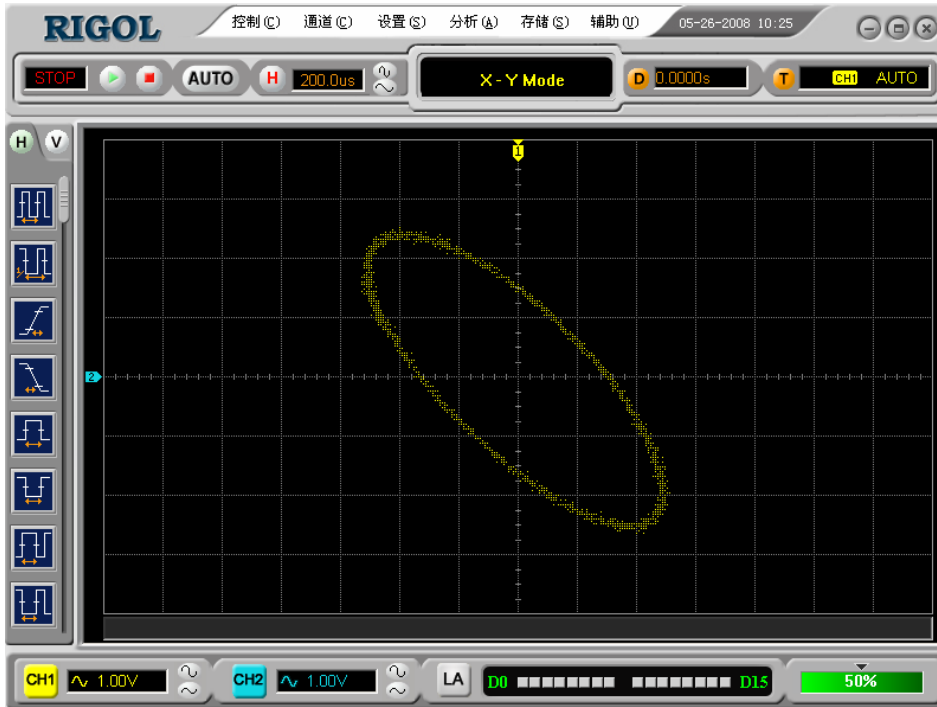 RIGOL 控制(C) 通道(C) 设置(S) 分析(A) 存储(S) 辅助(U) 05-26-2008 10:25
STOP AUTO H 200.0us X-Y Mode D 0.0000s T CH1 AUTO
H V
1
1/
2
CH1 1.00V CH2 1.00V LA D0 D15 50%